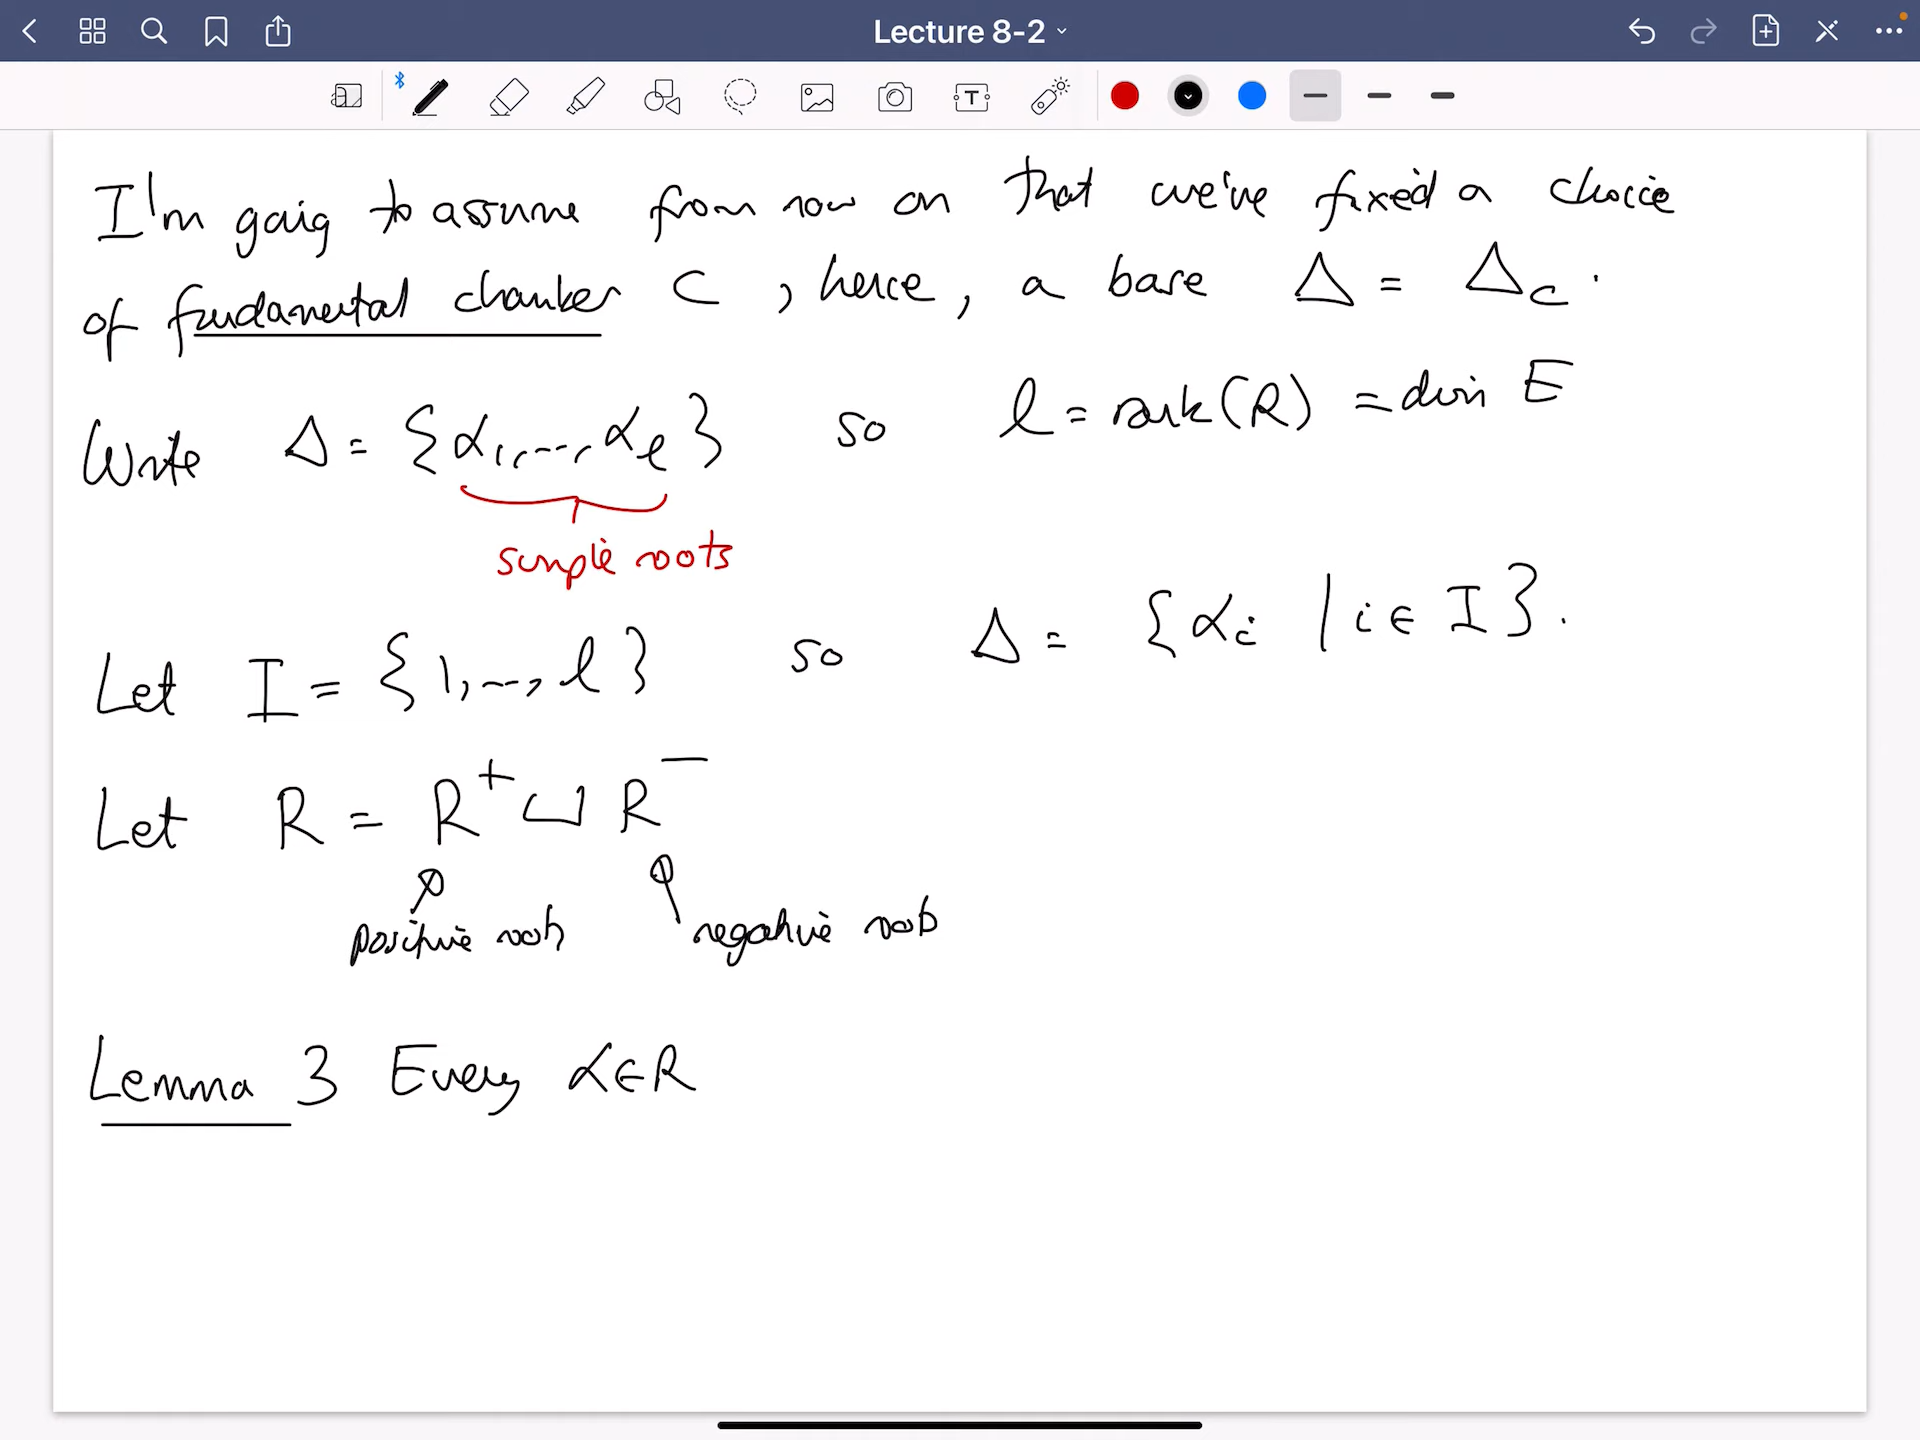 Lecture 8-2
I'm going to assume from now on that we've fixed a choice
of fundamental chamber C, hence, a base Δ = Δ_C.
Write Δ = {α₁,...,α_ℓ} so ℓ = rank(R) = dim E
simple roots
Let I = {1,...,ℓ} so Δ = {α_i | i ∈ I}.
Let R = R⁺ ⊔ R⁻
positive roots negative roots
Lemma 3 Every α∈R